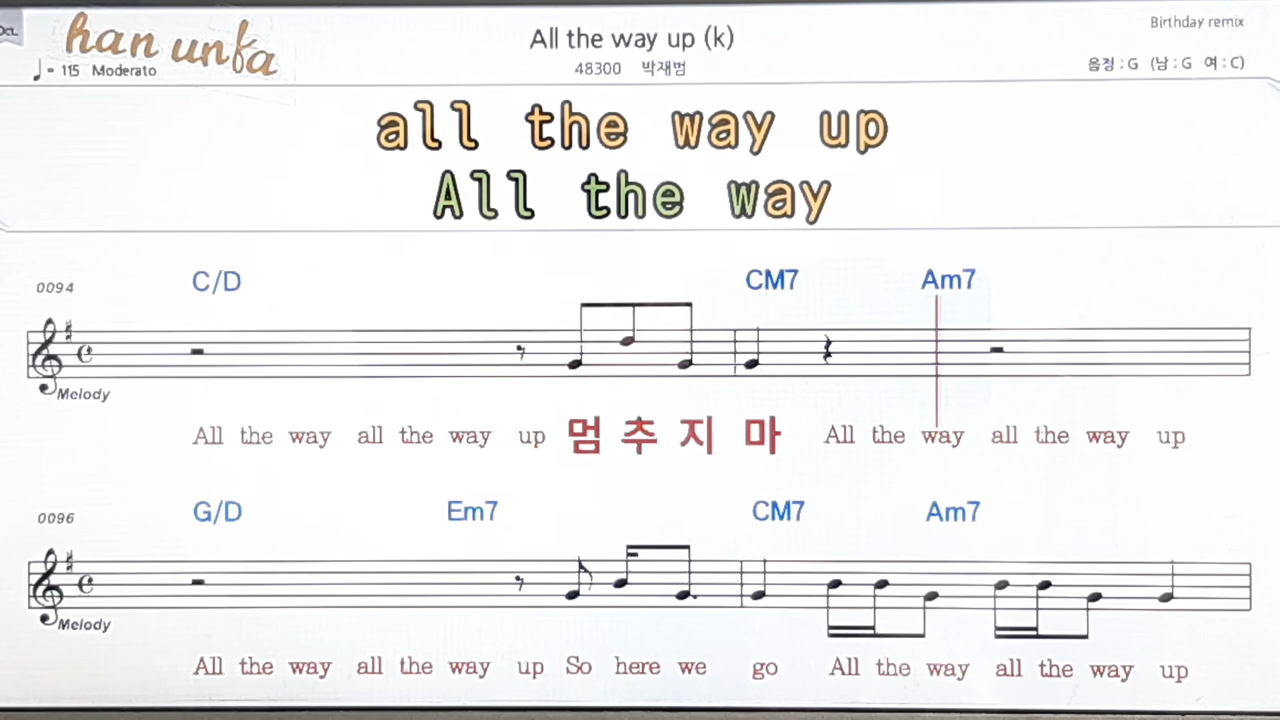 han unfa
Birthday remix
All the way up (k)
= 115 Moderato
48300 박재범
음정 : G (남 : G 여 : C)
all the way up
All the way
0094 C/D CM7 Am7
Melody
All the way all the way up 멈 추 지 마 All the way all the way up
0096 G/D Em7 CM7 Am7
Melody
All the way all the way up So here we go All the way all the way up